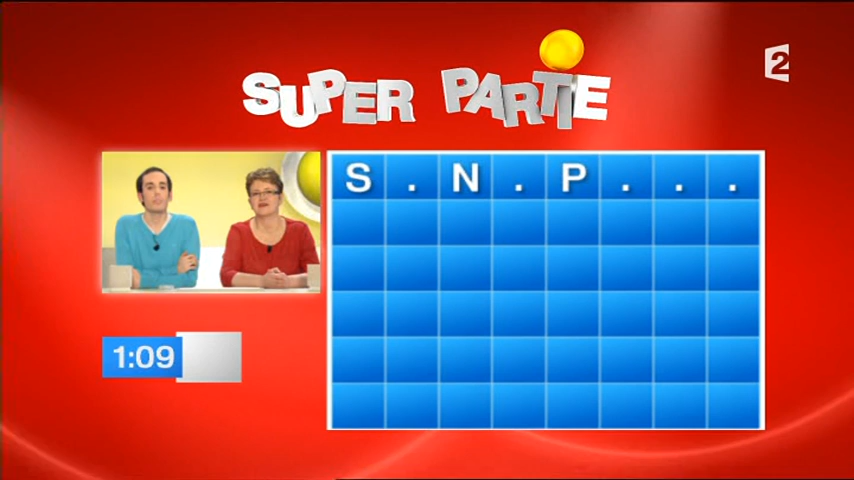 SUPER PARTIE
2
S . N . P . . .
1:09